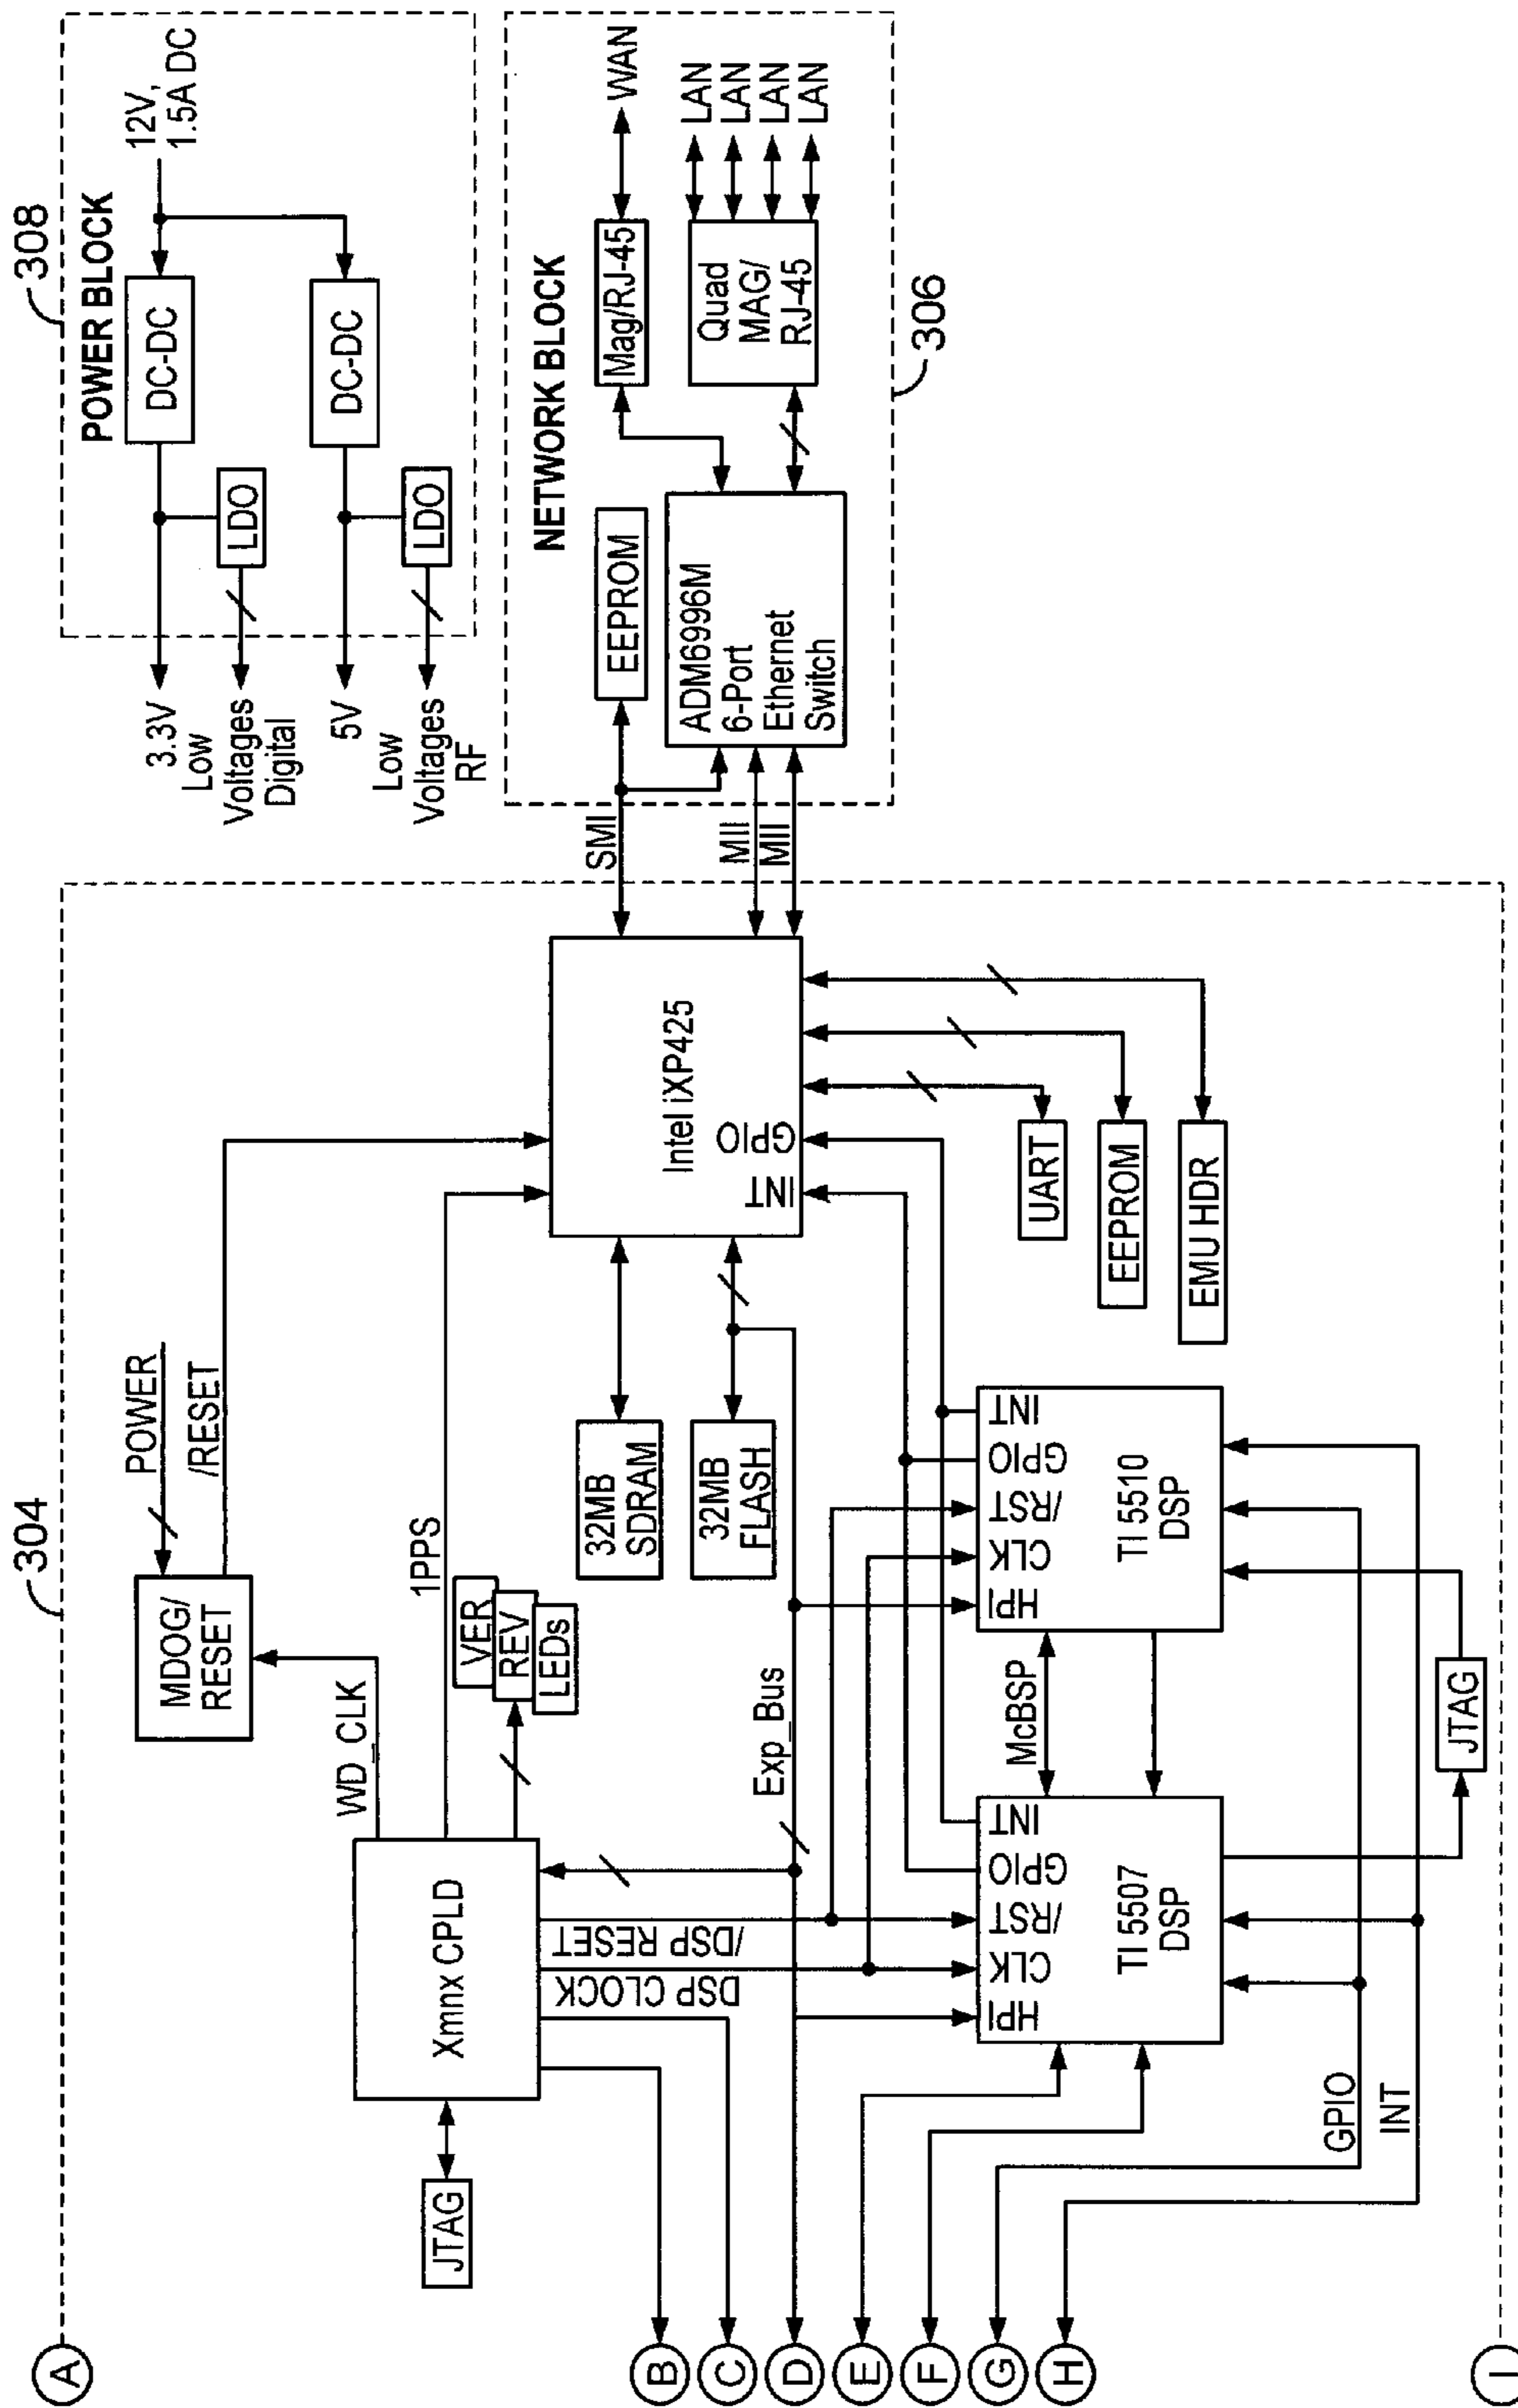 304
308
306
POWER BLOCK
12V,
1.5A DC
DC-DC
DC-DC
LDO
LDO
3.3V
Low
Voltages
Digital
5V
Low
Voltages
RF
NETWORK BLOCK
EEPROM
Mag/RJ-45
WAN
ADM6996M
6-Port
Ethernet
Switch
Quad
MAG/
RJ-45
LAN
LAN
LAN
LAN
SMI
MII
MII
POWER
/RESET
MDOG/
RESET
WD_CLK
1PPS
Xmnx CPLD
JTAG
VER
REV
LEDs
32MB
SDRAM
32MB
FLASH
Intel iXP425
INT
GPIO
Exp_Bus
/DSP RESET
DSP CLOCK
UART
EEPROM
EMU HDR
HPI
CLK
/RST
GPIO
INT
TI 5507
DSP
McBSP
HPI
CLK
/RST
GPIO
INT
TI 5510
DSP
JTAG
GPIO
INT
A
B
C
D
E
F
G
H
I